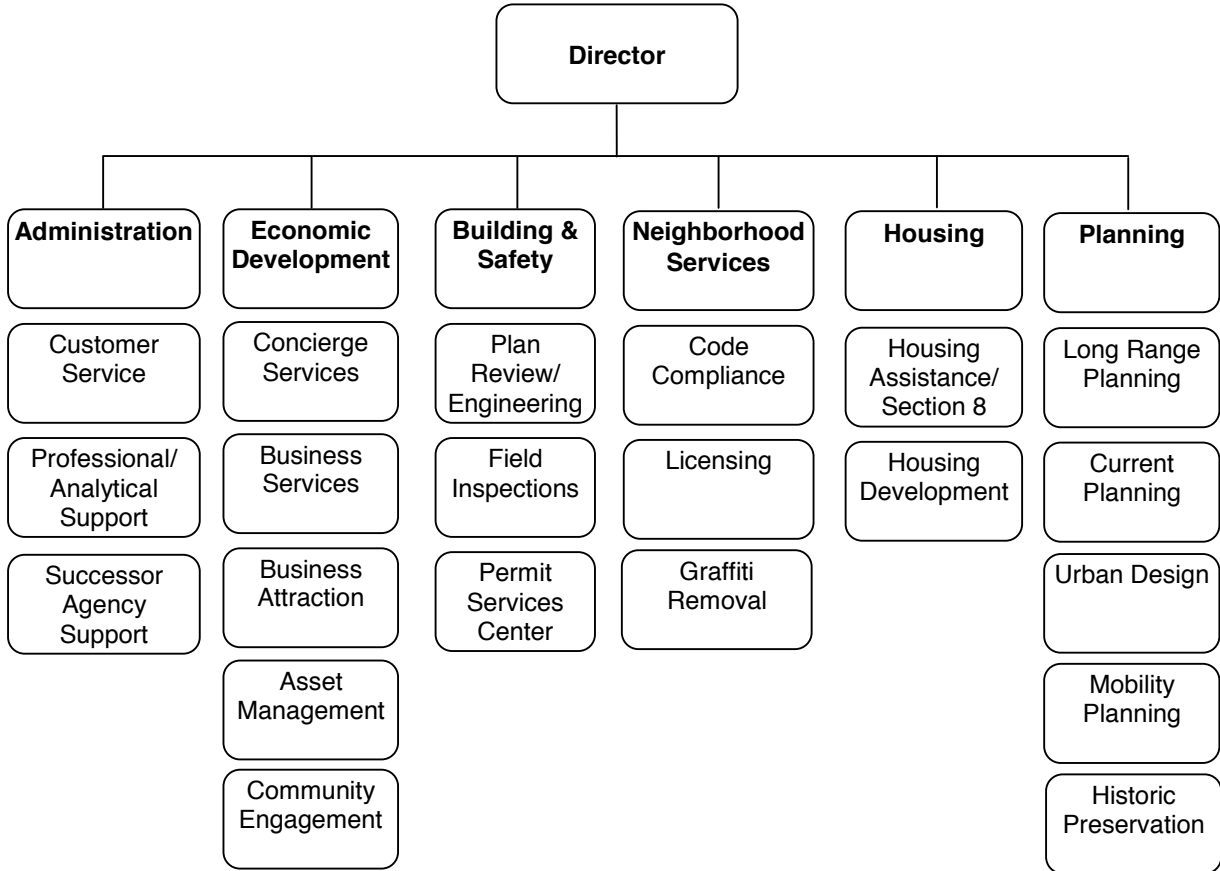 Director
Administration
Customer
Service
Professional/
Analytical
Support
Successor
Agency
Support
Economic
Development
Concierge
Services
Business
Services
Business
Attraction
Asset
Management
Community
Engagement
Building &
Safety
Plan
Review/
Engineering
Field
Inspections
Permit
Services
Center
Neighborhood
Services
Code
Compliance
Licensing
Graffiti
Removal
Housing
Housing
Assistance/
Section 8
Housing
Development
Planning
Long Range
Planning
Current
Planning
Urban Design
Mobility
Planning
Historic
Preservation